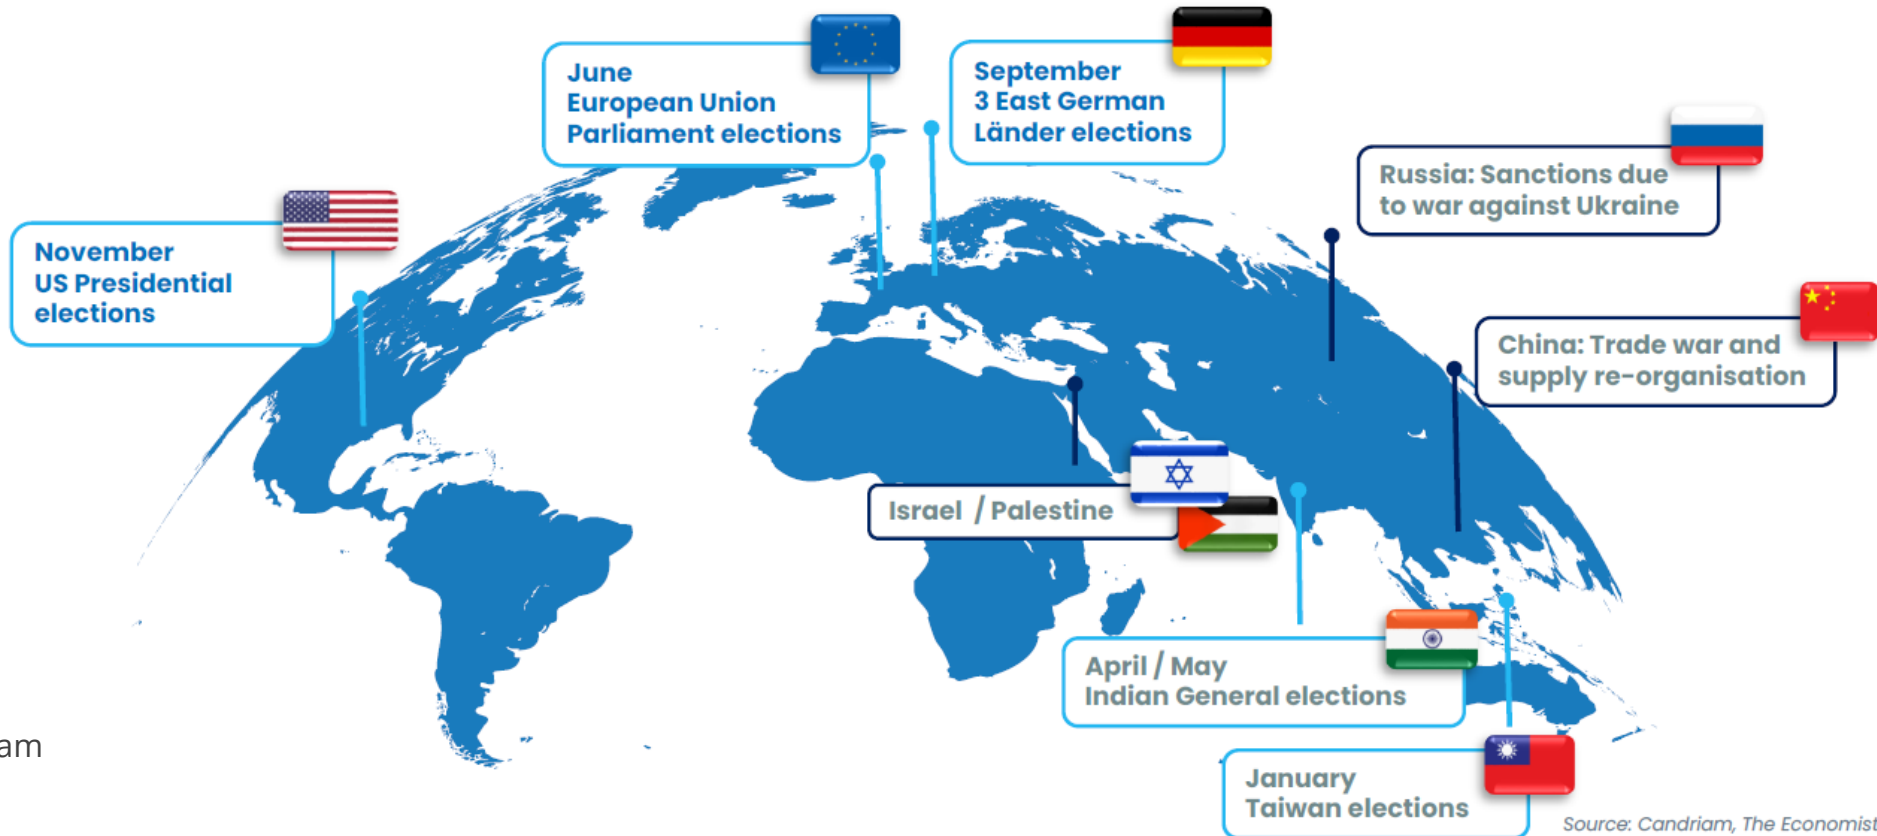 June
European Union
Parliament elections
September
3 East German
Länder elections
Russia: Sanctions due
to war against Ukraine
November
US Presidential
elections
China: Trade war and
supply re-organisation
Israel / Palestine
April / May
Indian General elections
am
January
Taiwan elections
Source: Candriam, The Economist